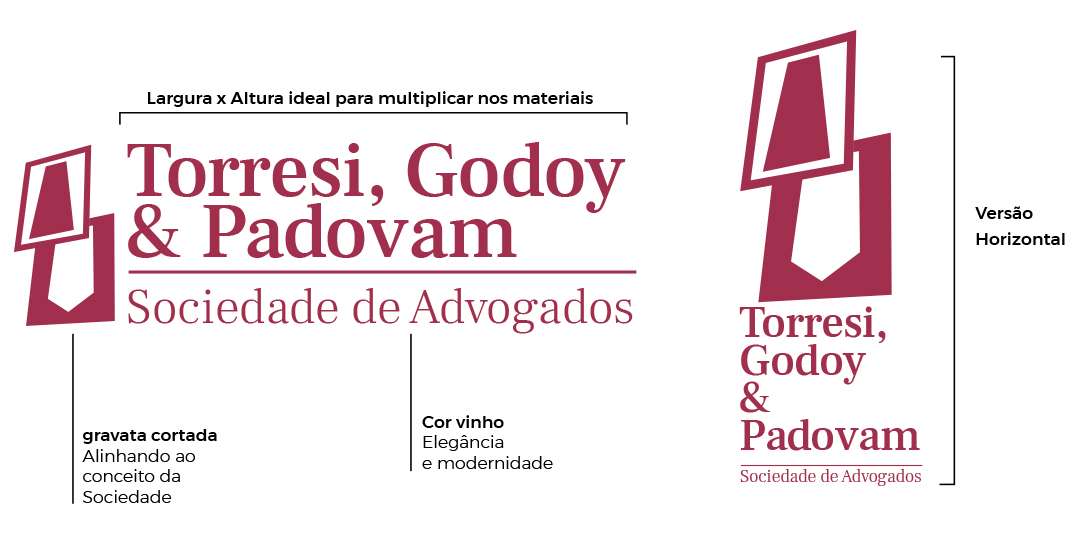 Largura x Altura ideal para multiplicar nos materiais
Torresi, Godoy
& Padovam
Sociedade de Advogados
gravata cortada
Alinhando ao
conceito da
Sociedade
Cor vinho
Elegância
e modernidade
Torresi,
Godoy
&
Padovam
Sociedade de Advogados
Versão
Horizontal